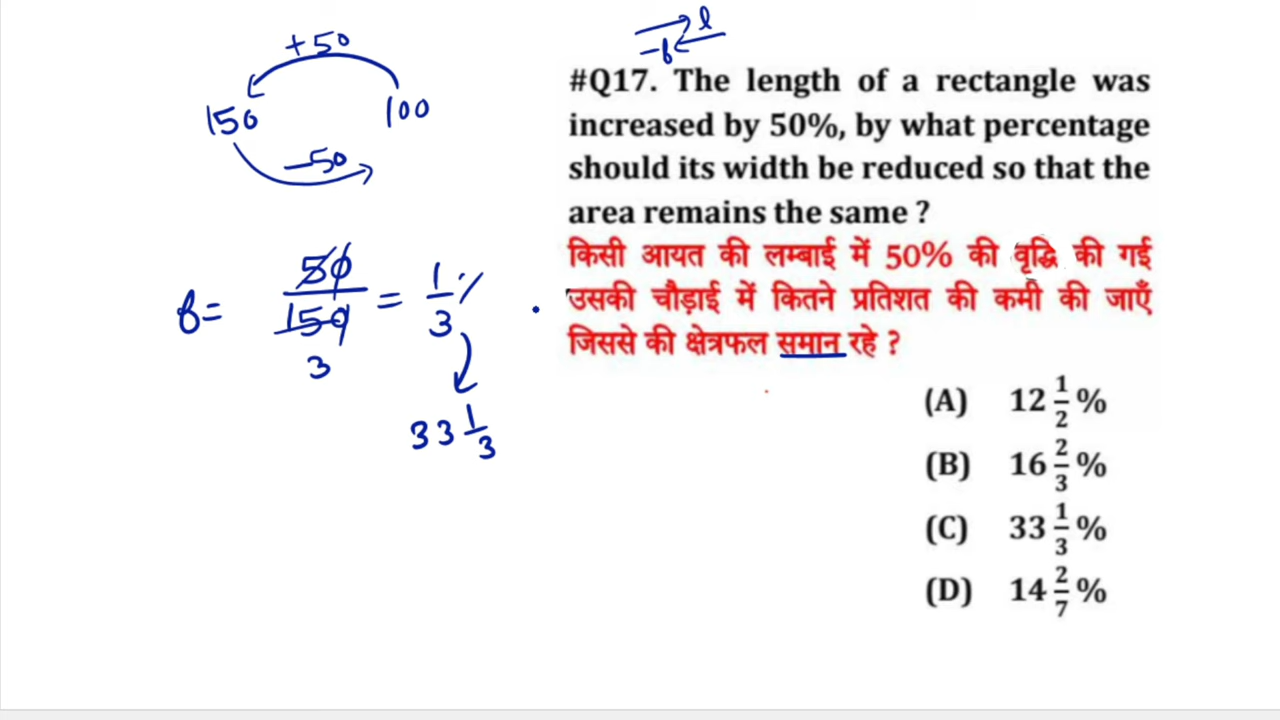 +50
150
100
-50
b =
50
150
3
=
1
3
%
33 1/3
l
-b
#Q17. The length of a rectangle was
increased by 50%, by what percentage
should its width be reduced so that the
area remains the same ?
किसी आयत की लम्बाई में 50% की वृद्धि की गई
उसकी चौड़ाई में कितने प्रतिशत की कमी की जाएँ
जिससे की क्षेत्रफल समान रहे ?
(A) 12 1/2 %
(B) 16 2/3 %
(C) 33 1/3 %
(D) 14 2/7 %